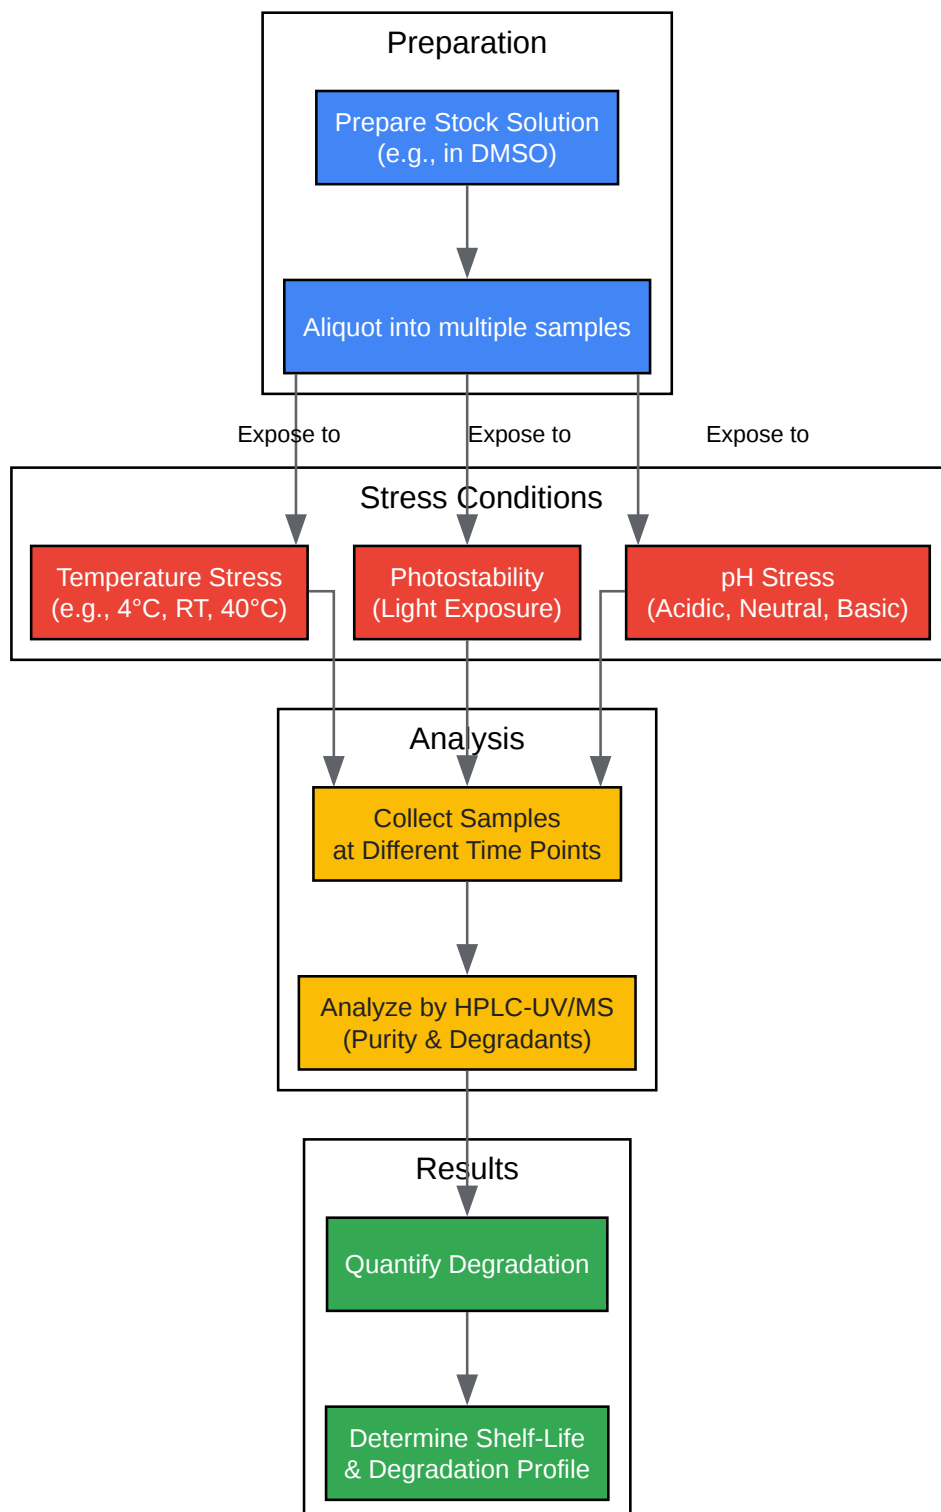 Preparation
Prepare Stock Solution
(e.g., in DMSO)
Aliquot into multiple samples
Expose to
Expose to
Expose to
Stress Conditions
Temperature Stress
(e.g., 4°C, RT, 40°C)
Photostability
(Light Exposure)
pH Stress
(Acidic, Neutral, Basic)
Analysis
Collect Samples
at Different Time Points
Analyze by HPLC-UV/MS
(Purity & Degradants)
Results
Quantify Degradation
Determine Shelf-Life
& Degradation Profile